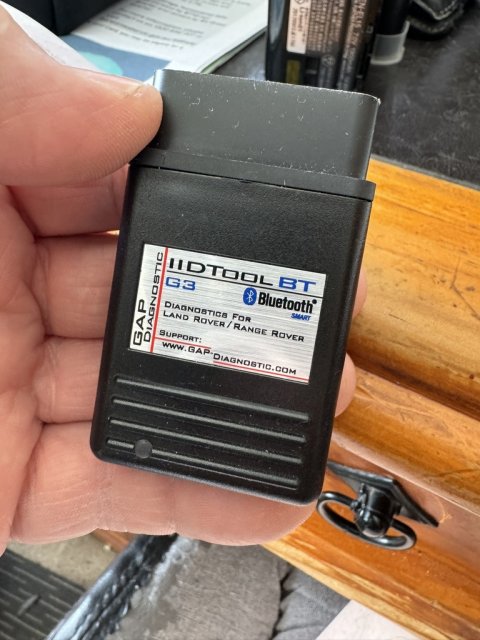 GAP
DIAGNOSTIC
IIDTOOL BT
G3
Bluetooth
SMART
DIAGNOSTICS FOR
LAND ROVER / RANGE ROVER
SUPPORT:
WWW.GAP-DIAGNOSTIC.COM